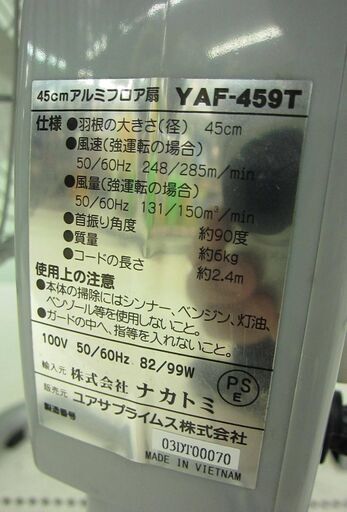 45cmアルミフロア扇 YAF-459T
仕様 ●羽根の大きさ(径) 45cm
●風速(強運転の場合)
50/60Hz 248/285m/min
●風量(強運転の場合)
50/60Hz 131/150m³/min
●首振り角度 約90度
●質量 約6kg
●コードの長さ 約2.4m
使用上の注意
●本体の掃除にはシンナー、ベンジン、灯油、
ベンゾール等を使用しないこと。
●ガードの中へ、指等を入れないこと。
100V 50/60Hz 82/99W
輸入元 株式会社 ナカトミ
PS
E
販売元 ユアサプライムス株式会社
製造番号 03DT00070
MADE IN VIETNAM